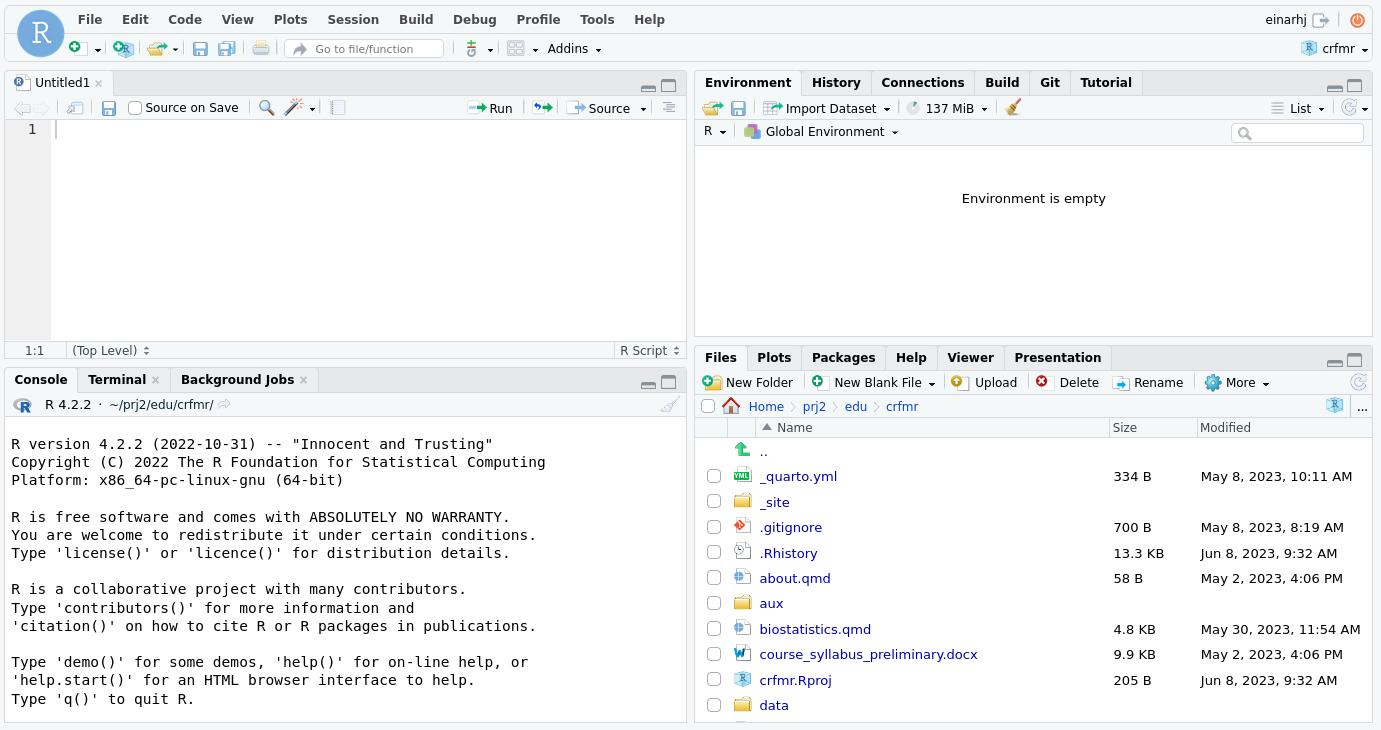 R File Edit Code View Plots Session Build Debug Profile Tools Help einarhj
Go to file/function Addins crfmr
Untitled1
Source on Save Run Source
1
1:1 (Top Level) R Script
Console Terminal Background Jobs
R 4.2.2 · ~/prj2/edu/crfmr/
R version 4.2.2 (2022-10-31) -- "Innocent and Trusting"
Copyright (C) 2022 The R Foundation for Statistical Computing
Platform: x86_64-pc-linux-gnu (64-bit)
R is free software and comes with ABSOLUTELY NO WARRANTY.
You are welcome to redistribute it under certain conditions.
Type 'license()' or 'licence()' for distribution details.
R is a collaborative project with many contributors.
Type 'contributors()' for more information and
'citation()' on how to cite R or R packages in publications.
Type 'demo()' for some demos, 'help()' for on-line help, or
'help.start()' for an HTML browser interface to help.
Type 'q()' to quit R.
Environment History Connections Build Git Tutorial
Import Dataset 137 MiB List
R Global Environment
Environment is empty
Files Plots Packages Help Viewer Presentation
New Folder New Blank File Upload Delete Rename More
Home prj2 edu crfmr ...
Name Size Modified
..
_quarto.yml 334 B May 8, 2023, 10:11 AM
_site
.gitignore 700 B May 8, 2023, 8:19 AM
.Rhistory 13.3 KB Jun 8, 2023, 9:32 AM
about.qmd 58 B May 2, 2023, 4:06 PM
aux
biostatistics.qmd 4.8 KB May 30, 2023, 11:54 AM
course_syllabus_preliminary.docx 9.9 KB May 2, 2023, 4:06 PM
crfmr.Rproj 205 B Jun 8, 2023, 9:32 AM
data